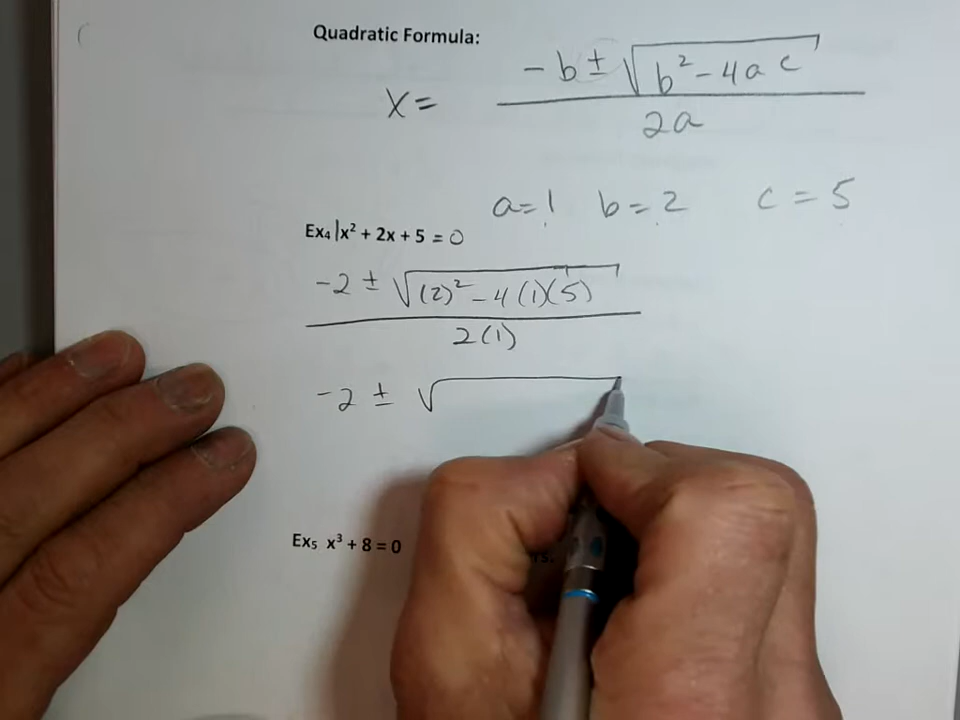 Quadratic Formula:
x = (-b ± √(b² - 4ac)) / 2a
a=1 b=2 c=5
Ex₄ 1x² + 2x + 5 = 0
(-2 ± √((2)² - 4(1)(5))) / 2(1)
-2 ± √
Ex₅ x³ + 8 = 0